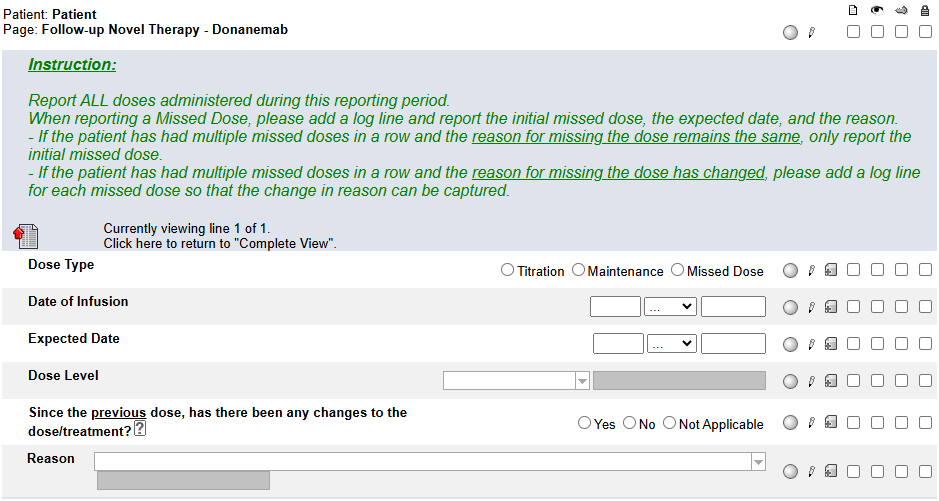 Patient: Patient
Page: Follow-up Novel Therapy - Donanemab
Instruction:
Report ALL doses administered during this reporting period.
When reporting a Missed Dose, please add a log line and report the initial missed dose, the expected date, and the reason.
- If the patient has had multiple missed doses in a row and the reason for missing the dose remains the same, only report the
initial missed dose.
- If the patient has had multiple missed doses in a row and the reason for missing the dose has changed, please add a log line
for each missed dose so that the change in reason can be captured.
Currently viewing line 1 of 1.
Click here to return to "Complete View".
Dose Type
Titration Maintenance Missed Dose
Date of Infusion
...
Expected Date
...
Dose Level
Since the previous dose, has there been any changes to the
dose/treatment? ?
Yes No Not Applicable
Reason